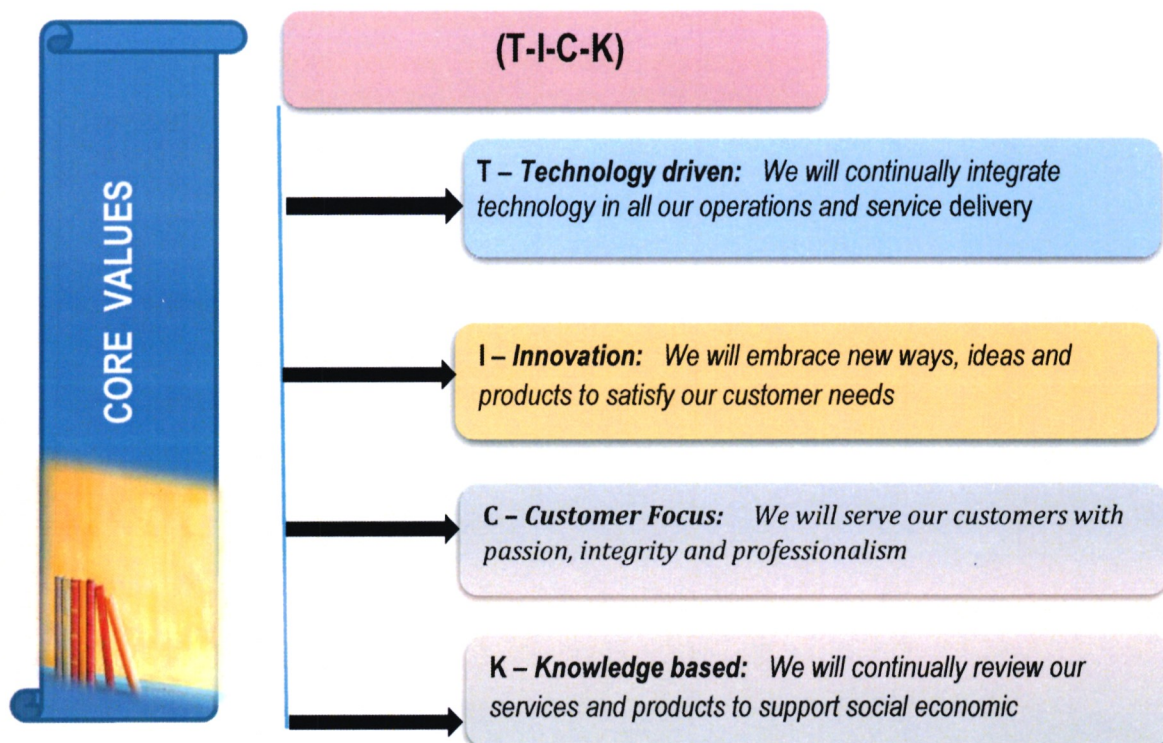 CORE VALUES
(T-I-C-K)
T – Technology driven: We will continually integrate
technology in all our operations and service delivery
I – Innovation: We will embrace new ways, ideas and
products to satisfy our customer needs
C – Customer Focus: We will serve our customers with
passion, integrity and professionalism
K – Knowledge based: We will continually review our
services and products to support social economic